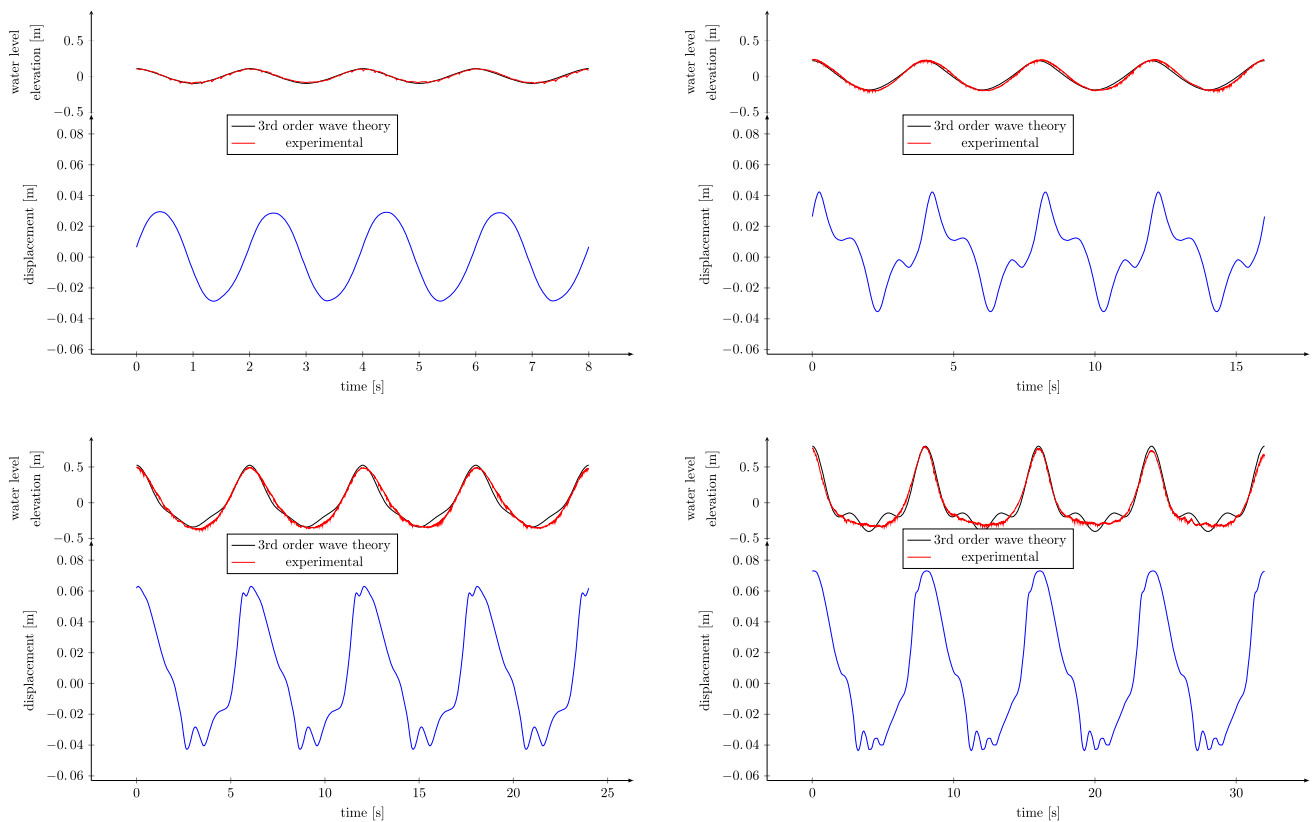 water level
elevation [m]
0.5
0
−0.5
3rd order wave theory
experimental
displacement [m]
0.08
0.06
0.04
0.02
0.00
−0.02
−0.04
−0.06
0 1 2 3 4 5 6 7 8
time [s]
water level
elevation [m]
0.5
0
−0.5
3rd order wave theory
experimental
displacement [m]
0.08
0.06
0.04
0.02
0.00
−0.02
−0.04
−0.06
0 5 10 15
time [s]
water level
elevation [m]
0.5
0
−0.5
3rd order wave theory
experimental
displacement [m]
0.08
0.06
0.04
0.02
0.00
−0.02
−0.04
−0.06
0 5 10 15 20 25
time [s]
water level
elevation [m]
0.5
0
−0.5
3rd order wave theory
experimental
displacement [m]
0.08
0.06
0.04
0.02
0.00
−0.02
−0.04
−0.06
0 10 20 30
time [s]